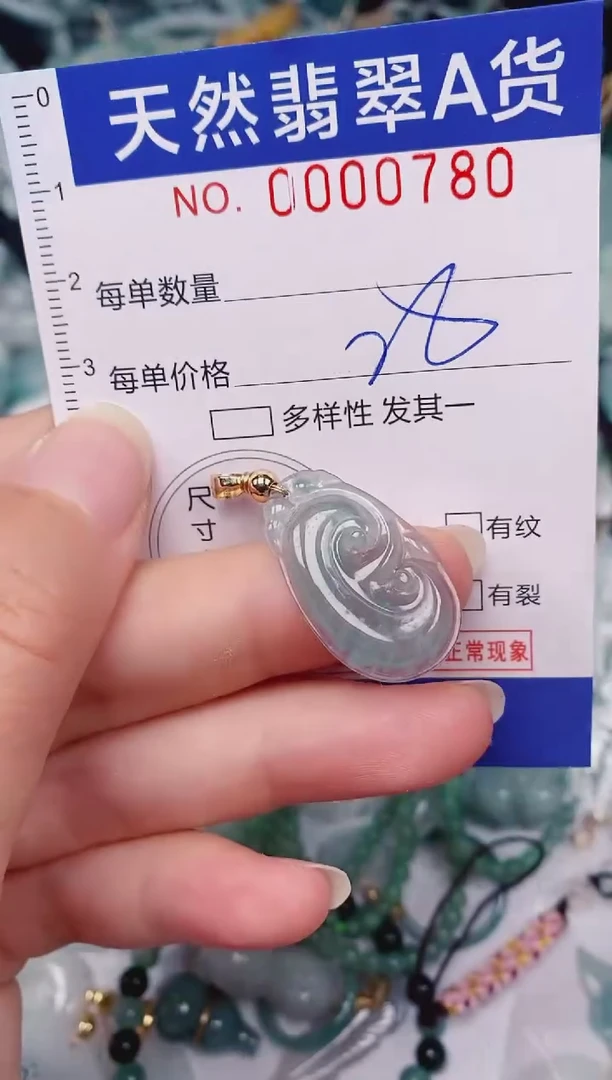 天然翡翠A货
0
NO. 0000780
1
2
每单数量
3
每单价格
多样性 发其一
尺
寸
有纹
有裂
正常现象